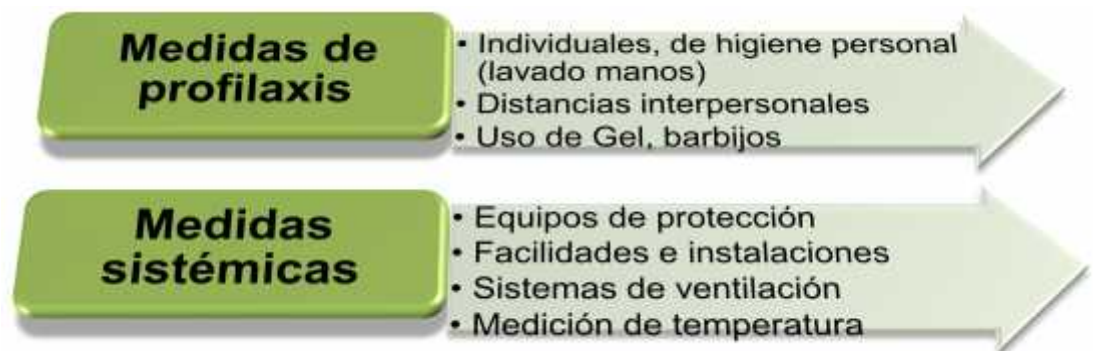 Medidas de
profilaxis
• Individuales, de higiene personal
(lavado manos)
• Distancias interpersonales
• Uso de Gel, barbijos
Medidas
sistémicas
• Equipos de protección
• Facilidades e instalaciones
• Sistemas de ventilación
• Medición de temperatura